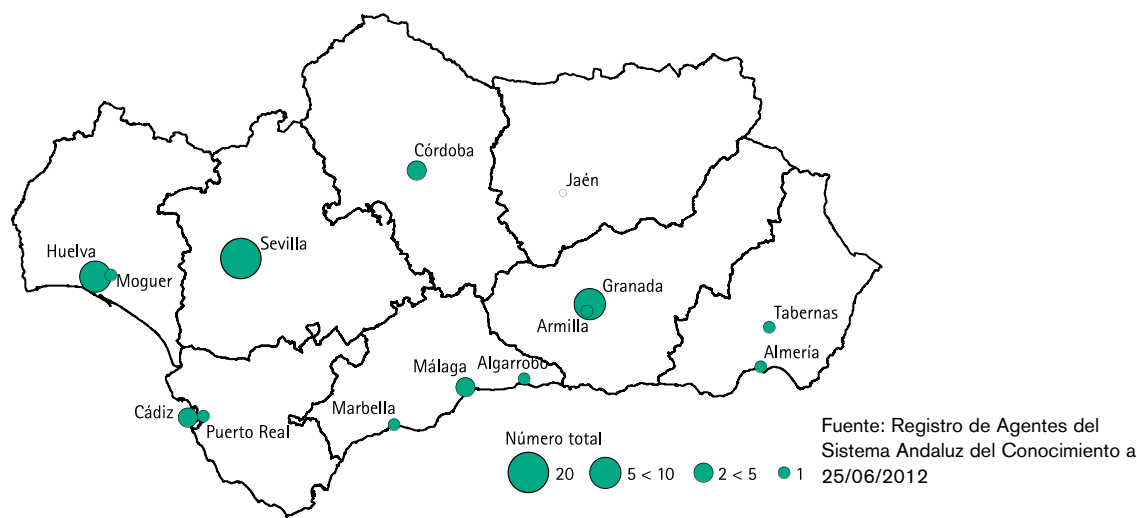 Córdoba
Jaén
Sevilla
Huelva
Moguer
Granada
Armilla
Tabernas
Almería
Málaga
Algarrobo
Marbella
Cádiz
Puerto Real
Número total
20 5 < 10 2 < 5 1
Fuente: Registro de Agentes del
Sistema Andaluz del Conocimiento a
25/06/2012